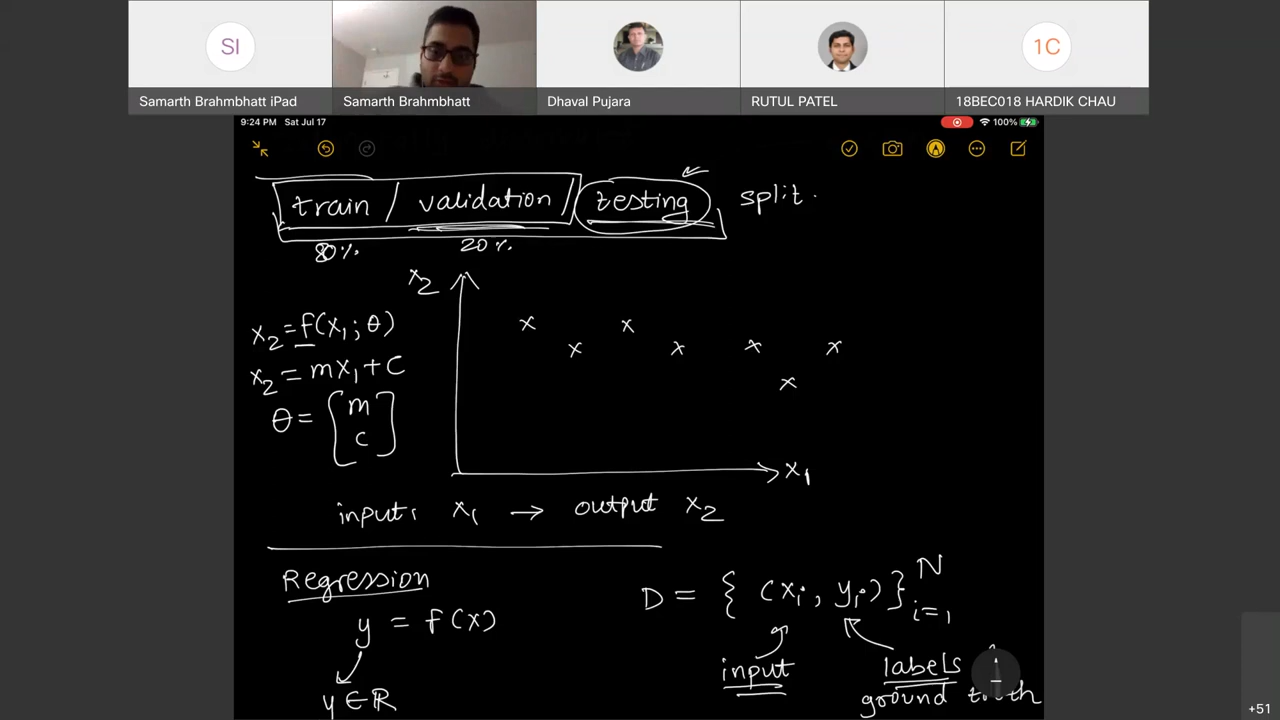 SI
1C
Samarth Brahmbhatt iPad
Samarth Brahmbhatt
Dhaval Pujara
RUTUL PATEL
18BEC018 HARDIK CHAU
9:24 PM Sat Jul 17
100%
train / validation / testing split.
80% 20%
x2
x2 = f(x1; θ)
x2 = mx1 + c
θ = [m
c]
x1
input: x1 → output x2
Regression
y = f(x)
D = { (xi, yi) } N i=1
input
labels
ground truth
y ∈ ℝ
+51